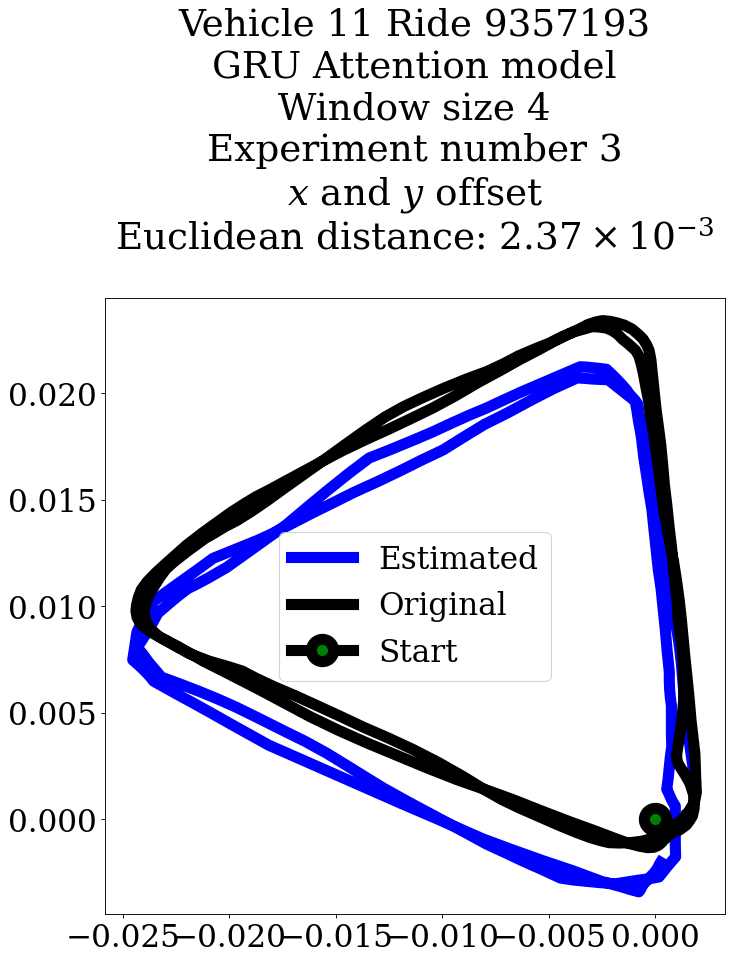 Vehicle 11 Ride 9357193
GRU Attention model
Window size 4
Experiment number 3
x and y offset
Euclidean distance: 2.37 × 10⁻³
0.020
0.015
0.010
0.005
0.000
Estimated
Original
Start
−0.025 −0.020 −0.015 −0.010 −0.005 0.000